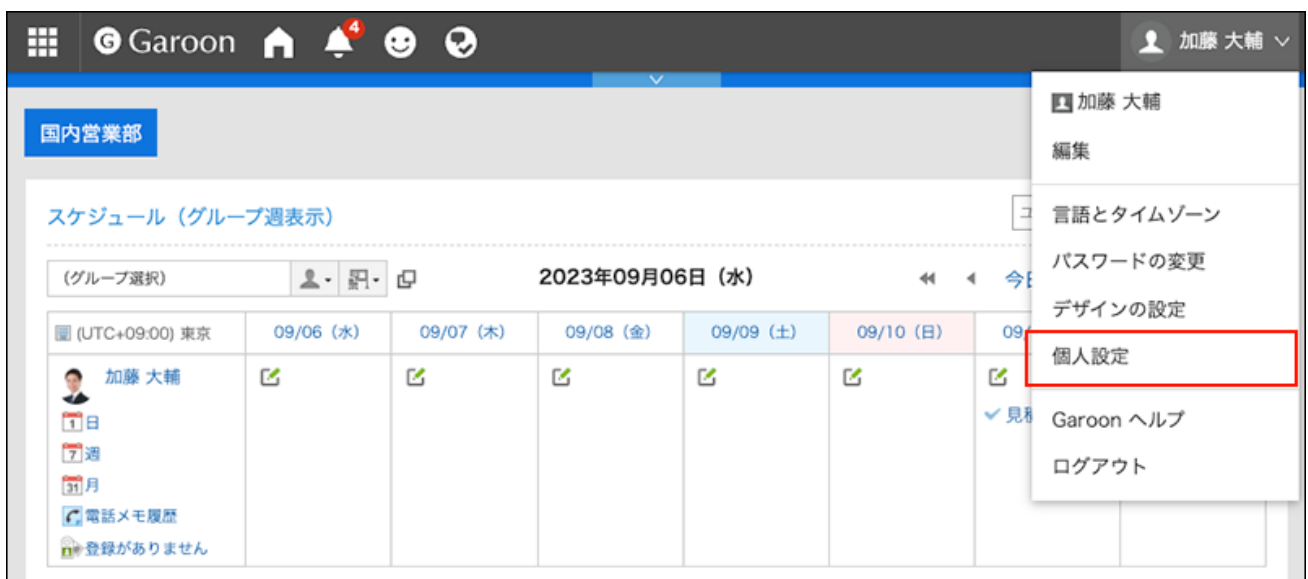 G Garoon 4 加藤 大輔
加藤 大輔
編集
言語とタイムゾーン
パスワードの変更
デザインの設定
個人設定
Garoon ヘルプ
ログアウト
国内営業部
スケジュール（グループ週表示）
(グループ選択)
2023年09月06日（水）
(UTC+09:00) 東京 09/06（水） 09/07（木） 09/08（金） 09/09（土） 09/10（日） 09/
加藤 大輔
1 日
7 週
31 月
電話メモ履歴
登録がありません